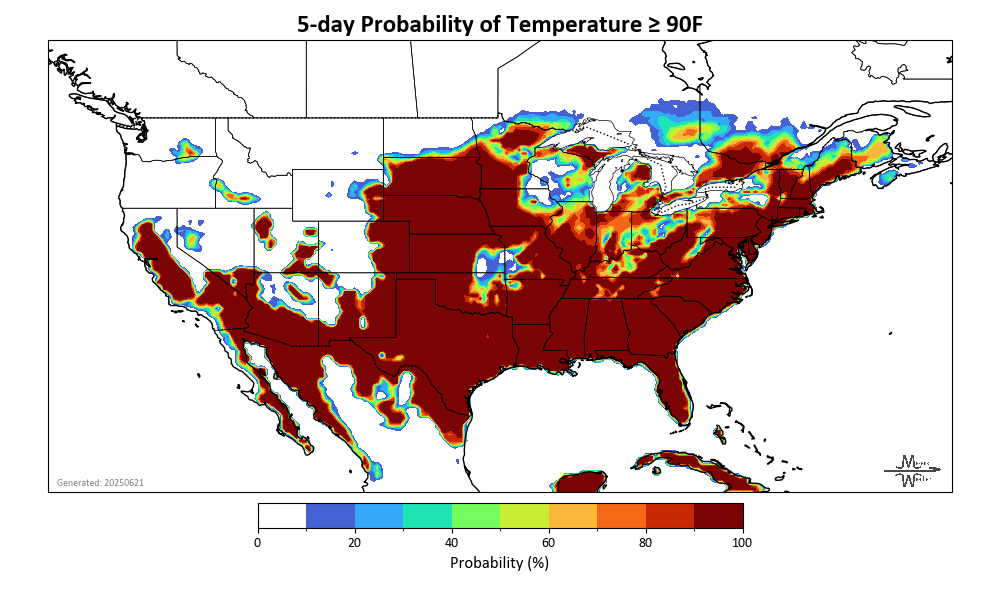 5-day Probability of Temperature ≥ 90F
Generated: 20250621
0 20 40 60 80 100
Probability (%)